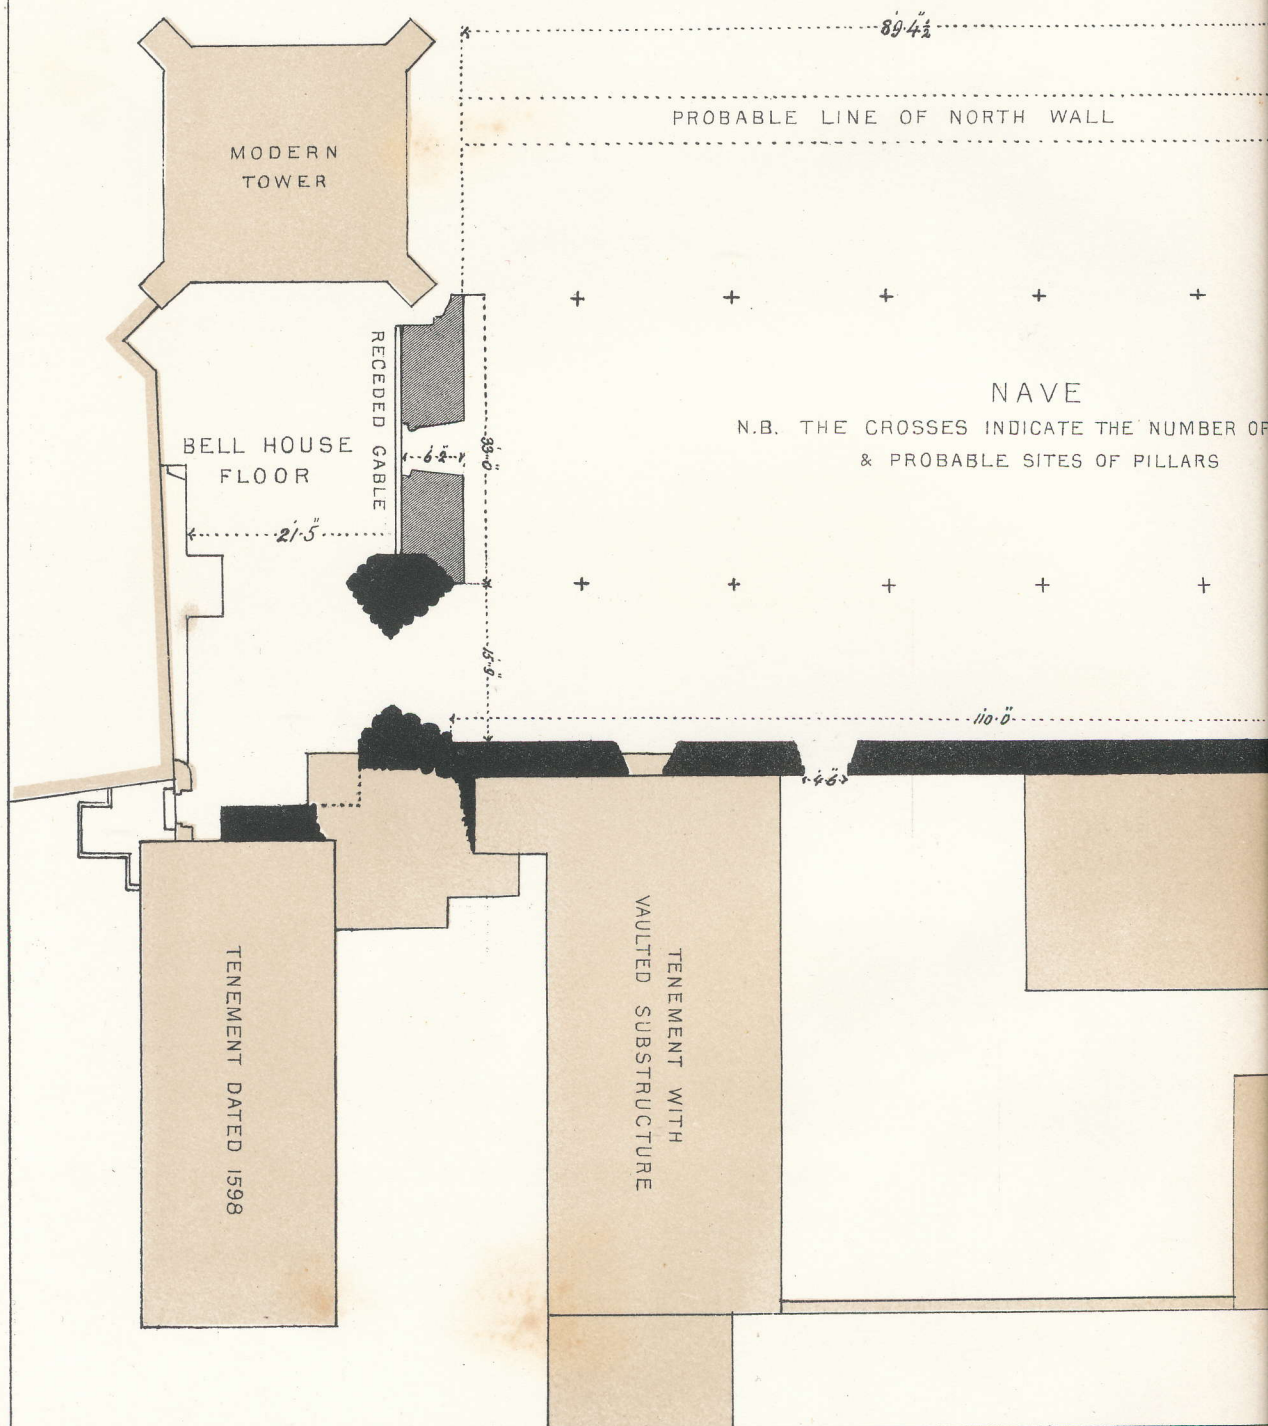 89'.4½"
PROBABLE LINE OF NORTH WALL
MODERN
TOWER
RECEDED GABLE
NAVE
N.B. THE CROSSES INDICATE THE NUMBER OF
& PROBABLE SITES OF PILLARS
BELL HOUSE
FLOOR
6'.2"
33'.0"
21'.5"
15'.9"
110'.0"
4'.6"
TENEMENT WITH
VAULTED SUBSTRUCTURE
TENEMENT DATED 1598